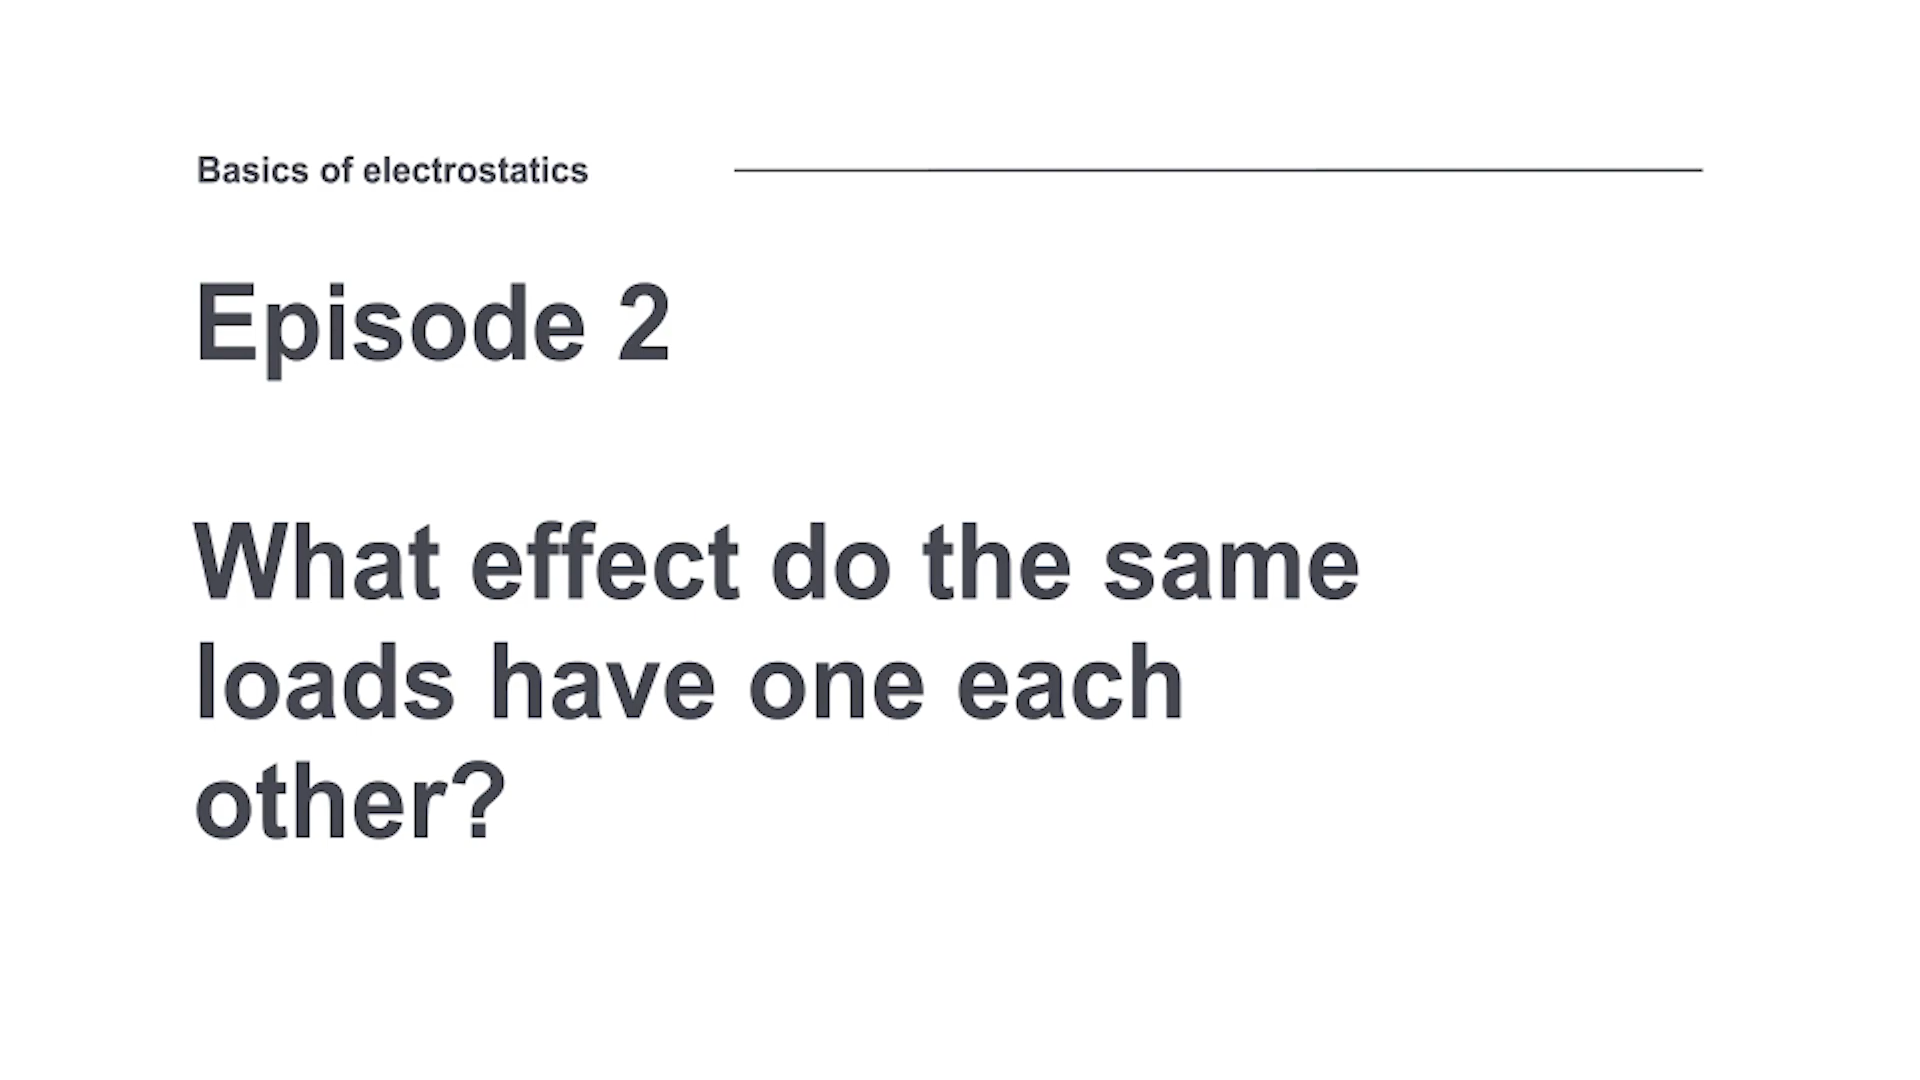 Basics of electrostatics
Episode 2
What effect do the same
loads have one each
other?